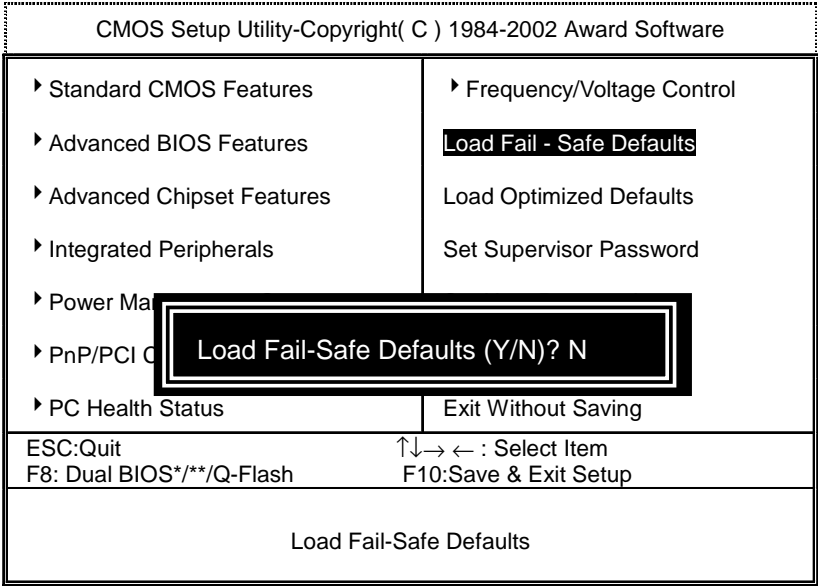 CMOS Setup Utility-Copyright( C ) 1984-2002 Award Software
Standard CMOS Features
Advanced BIOS Features
Advanced Chipset Features
Integrated Peripherals
Power
PnP/PCI
PC Health Status
Frequency/Voltage Control
Load Fail - Safe Defaults
Load Optimized Defaults
Set Supervisor Password
Exit Without Saving
Load Fail-Safe Defaults (Y/N)? N
ESC:Quit ↑↓→ ← : Select Item
F8: Dual BIOS*/**/Q-Flash F10:Save & Exit Setup
Load Fail-Safe Defaults